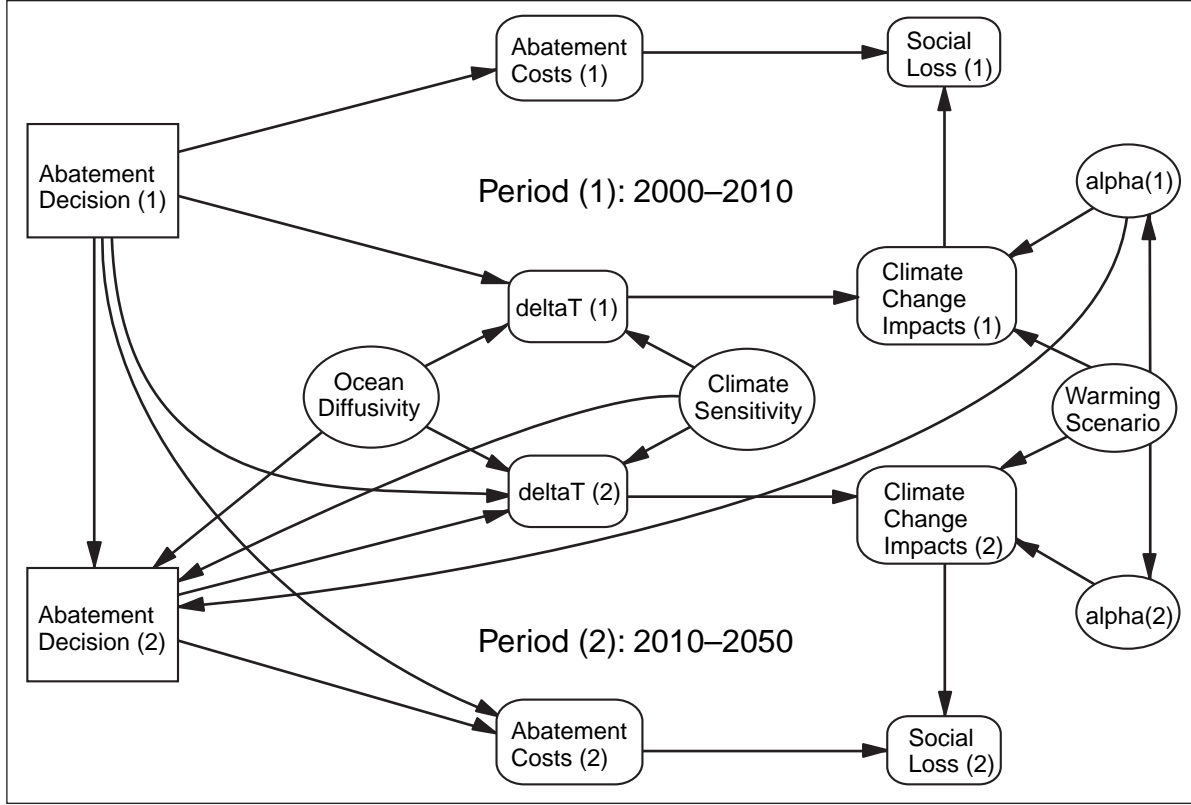 Abatement
Costs (1)
Social
Loss (1)
Abatement
Decision (1)
Period (1): 2000–2010
alpha(1)
Climate
Change
Impacts (1)
deltaT (1)
Ocean
Diffusivity
Climate
Sensitivity
Warming
Scenario
deltaT (2)
Climate
Change
Impacts (2)
Abatement
Decision (2)
Period (2): 2010–2050
alpha(2)
Abatement
Costs (2)
Social
Loss (2)